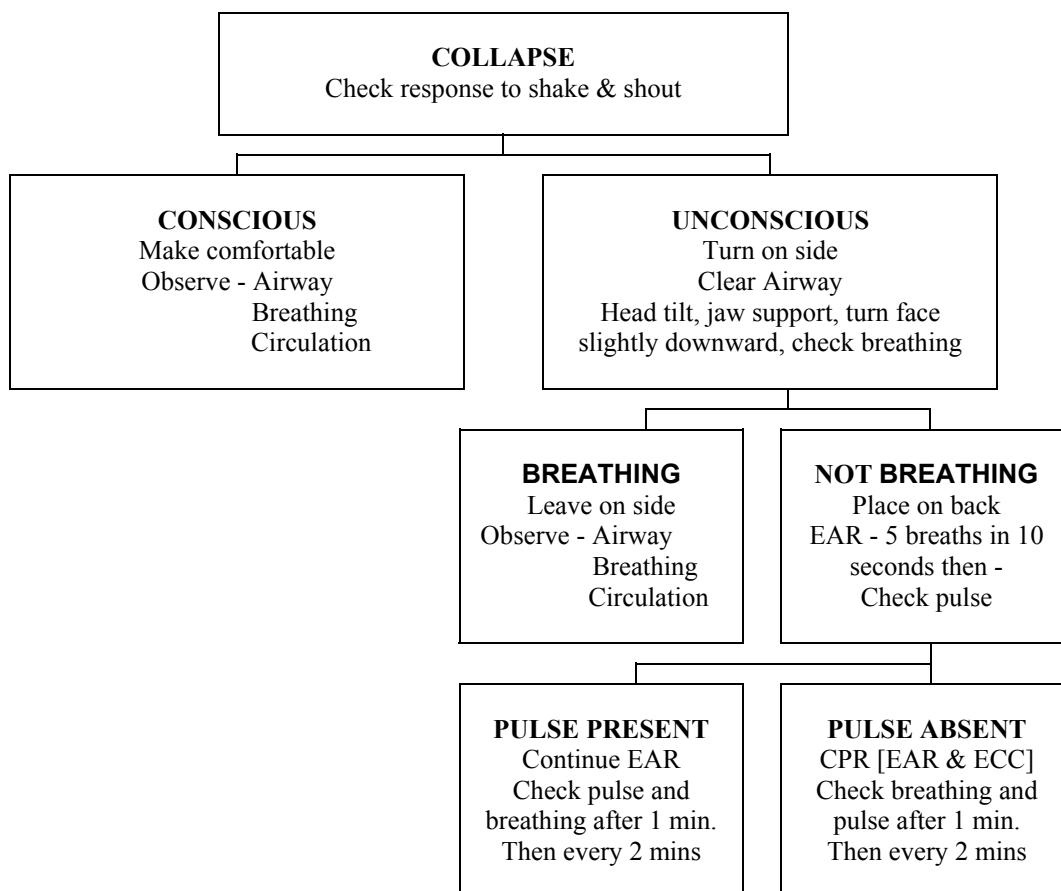 COLLAPSE
Check response to shake & shout
CONSCIOUS
Make comfortable
Observe - Airway
Breathing
Circulation
UNCONSCIOUS
Turn on side
Clear Airway
Head tilt, jaw support, turn face
slightly downward, check breathing
BREATHING
Leave on side
Observe - Airway
Breathing
Circulation
NOT BREATHING
Place on back
EAR - 5 breaths in 10
seconds then -
Check pulse
PULSE PRESENT
Continue EAR
Check pulse and
breathing after 1 min.
Then every 2 mins
PULSE ABSENT
CPR [EAR & ECC]
Check breathing and
pulse after 1 min.
Then every 2 mins